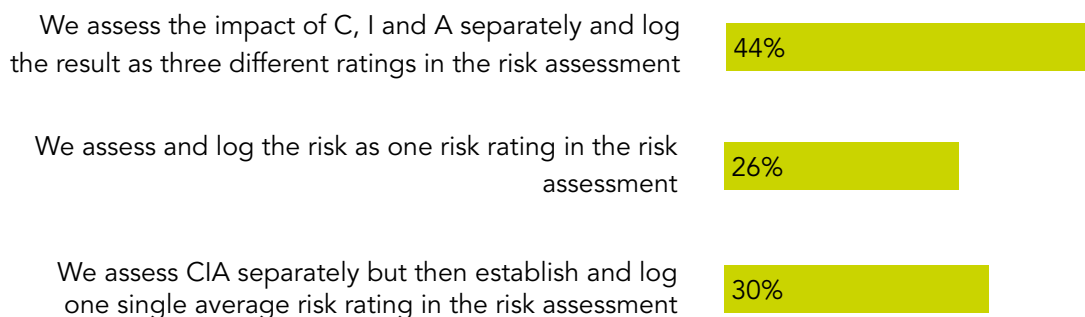 We assess the impact of C, I and A separately and log
the result as three different ratings in the risk assessment
44%
We assess and log the risk as one risk rating in the risk
assessment
26%
We assess CIA separately but then establish and log
one single average risk rating in the risk assessment
30%